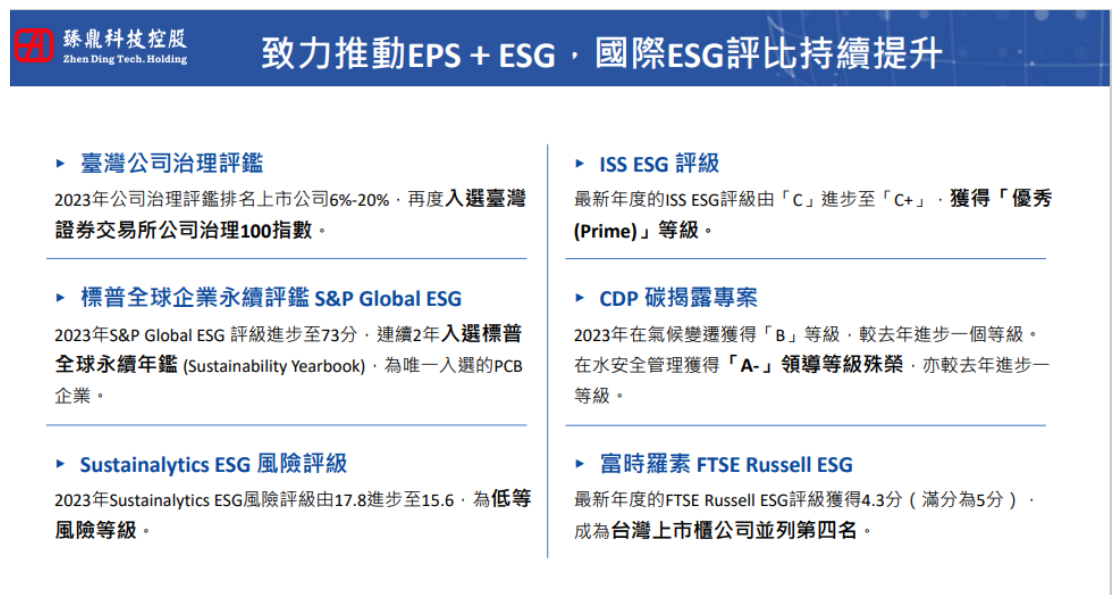 臻鼎科技控股
Zhen Ding Tech. Holding
致力推動EPS + ESG，國際ESG評比持續提升
▸ 臺灣公司治理評鑑
2023年公司治理評鑑排名上市公司6%-20%，再度入選臺灣
證券交易所公司治理100指數。
▸ 標普全球企業永續評鑑 S&P Global ESG
2023年S&P Global ESG 評級進步至73分，連續2年入選標普
全球永續年鑑 (Sustainability Yearbook)，為唯一入選的PCB
企業。
▸ Sustainalytics ESG 風險評級
2023年Sustainalytics ESG風險評級由17.8進步至15.6，為低等
風險等級。
▸ ISS ESG 評級
最新年度的ISS ESG評級由「C」進步至「C+」，獲得「優秀
(Prime)」等級。
▸ CDP 碳揭露專案
2023年在氣候變遷獲得「B」等級，較去年進步一個等級。
在水安全管理獲得「A-」領導等級殊榮，亦較去年進步一
等級。
▸ 富時羅素 FTSE Russell ESG
最新年度的FTSE Russell ESG評級獲得4.3分（滿分為5分），
成為台灣上市櫃公司並列第四名。